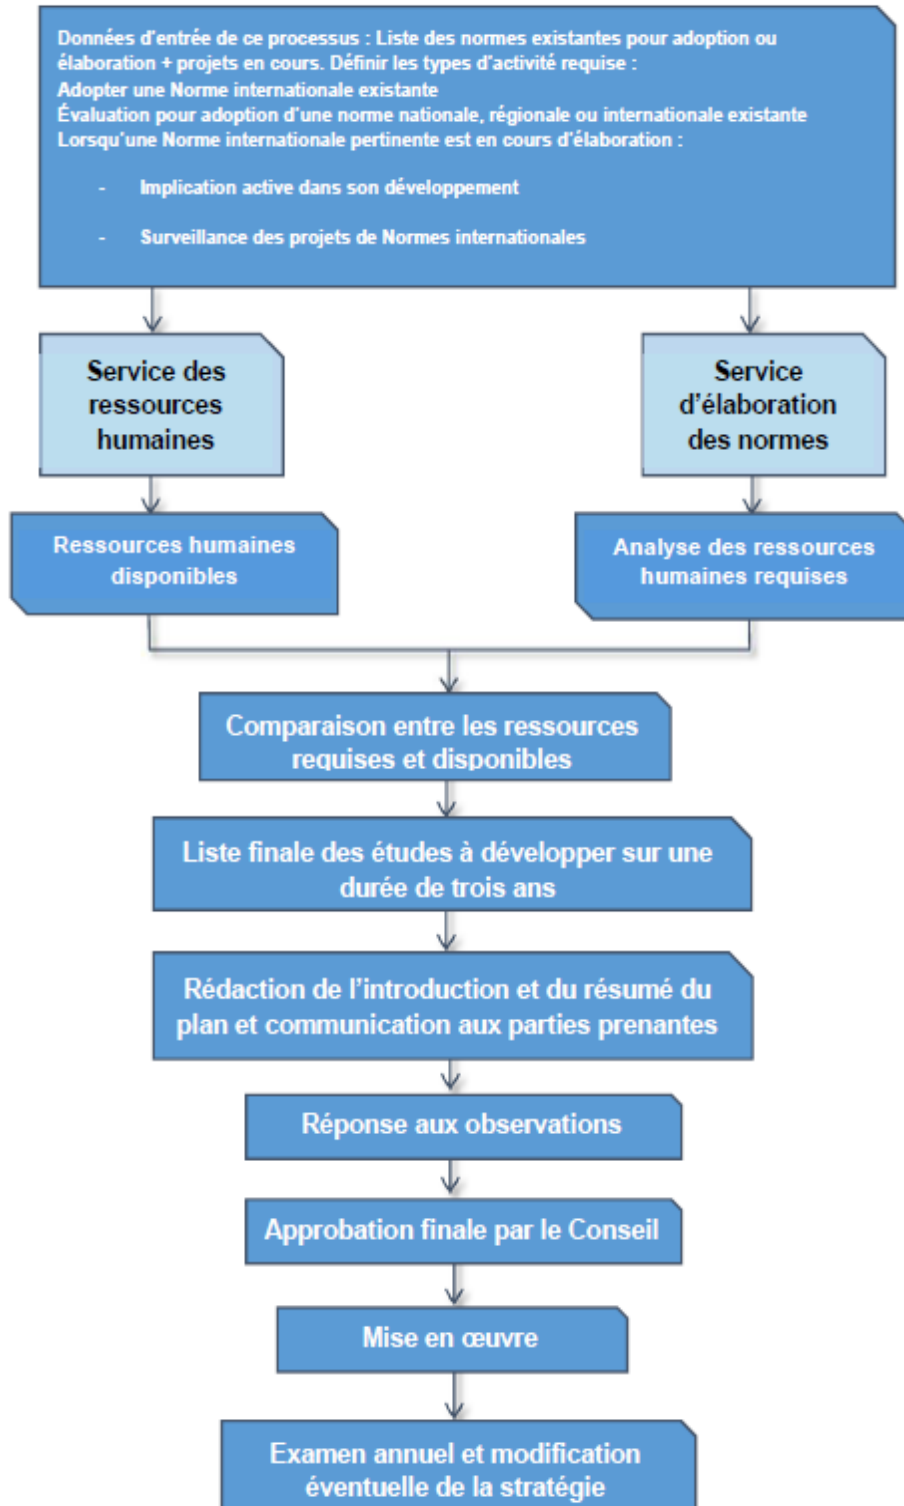 Données d'entrée de ce processus : Liste des normes existantes pour adoption ou
élaboration + projets en cours. Définir les types d'activité requise :
Adopter une Norme internationale existante
Évaluation pour adoption d'une norme nationale, régionale ou internationale existante
Lorsqu'une Norme internationale pertinente est en cours d'élaboration :
- Implication active dans son développement
- Surveillance des projets de Normes internationales
Service des
ressources
humaines
Service
d'élaboration
des normes
Ressources humaines
disponibles
Analyse des ressources
humaines requises
Comparaison entre les ressources
requises et disponibles
Liste finale des études à développer sur une
durée de trois ans
Rédaction de l'introduction et du résumé du
plan et communication aux parties prenantes
Réponse aux observations
Approbation finale par le Conseil
Mise en œuvre
Examen annuel et modification
éventuelle de la stratégie